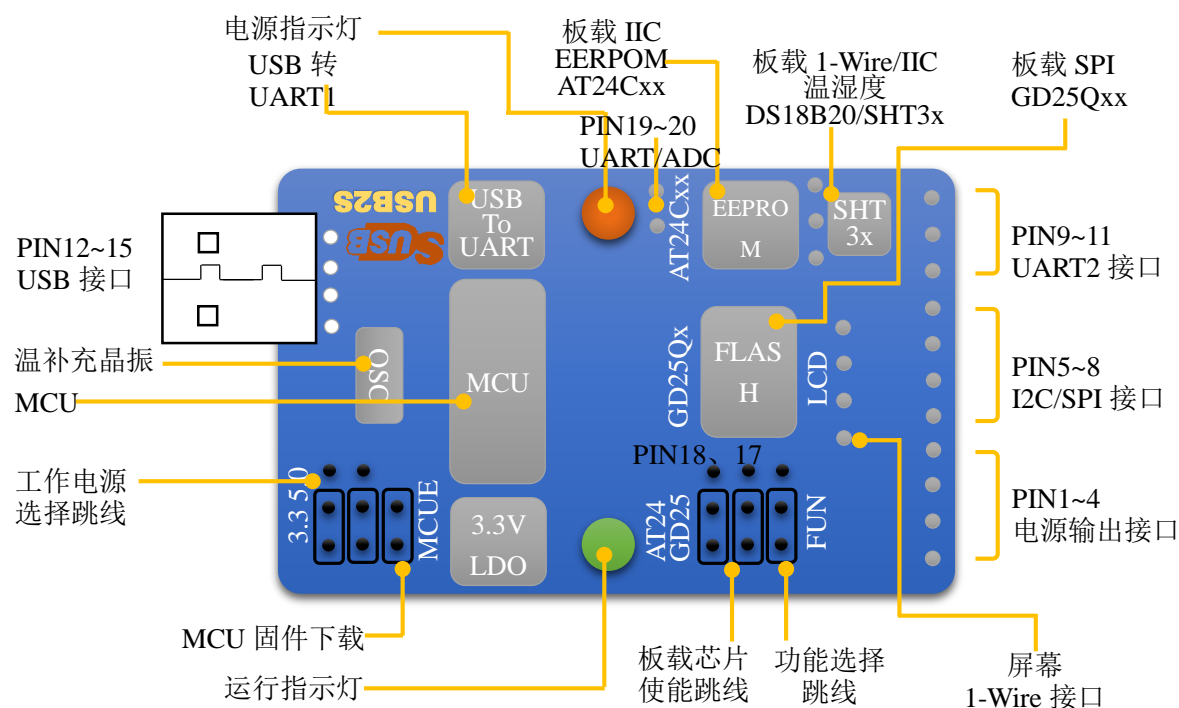 电源指示灯
USB 转
UART1
板载 IIC
EERPOM
AT24Cxx
PIN19~20
UART/ADC
板载 1-Wire/IIC
温湿度
DS18B20/SHT3x
板载 SPI
GD25Qxx
USB2S
SUSB
USB
To
UART
AT24Cxx
EEPRO
M
SHT
3x
PIN12~15
USB 接口
PIN9~11
UART2 接口
温补充晶振
OSC
MCU
MCU
GD25Qx
FLAS
H
LCD
PIN5~8
I2C/SPI 接口
PIN18、17
工作电源
选择跳线
3.3 5.0
MCUE
3.3V
LDO
AT24
GD25
FUN
PIN1~4
电源输出接口
MCU 固件下载
运行指示灯
板载芯片
使能跳线
功能选择
跳线
屏幕
1-Wire 接口